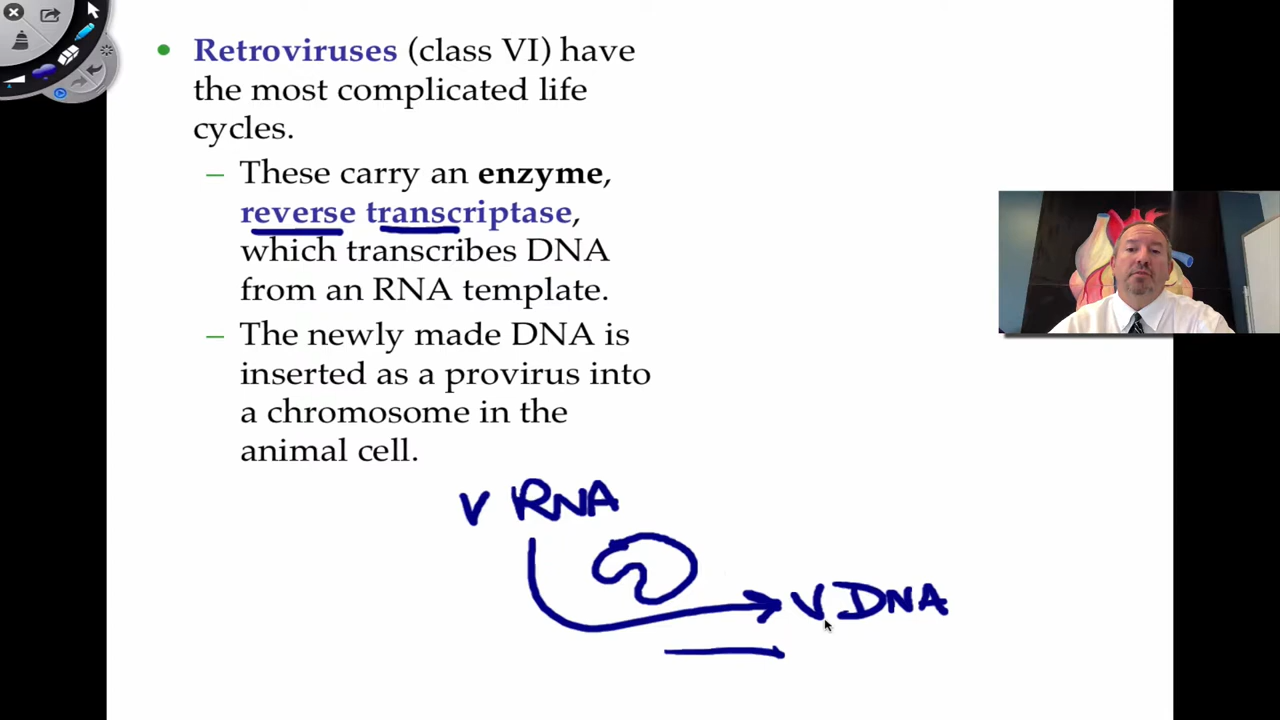 • Retroviruses (class VI) have
the most complicated life
cycles.
– These carry an enzyme,
reverse transcriptase,
which transcribes DNA
from an RNA template.
– The newly made DNA is
inserted as a provirus into
a chromosome in the
animal cell.
V RNA
V DNA